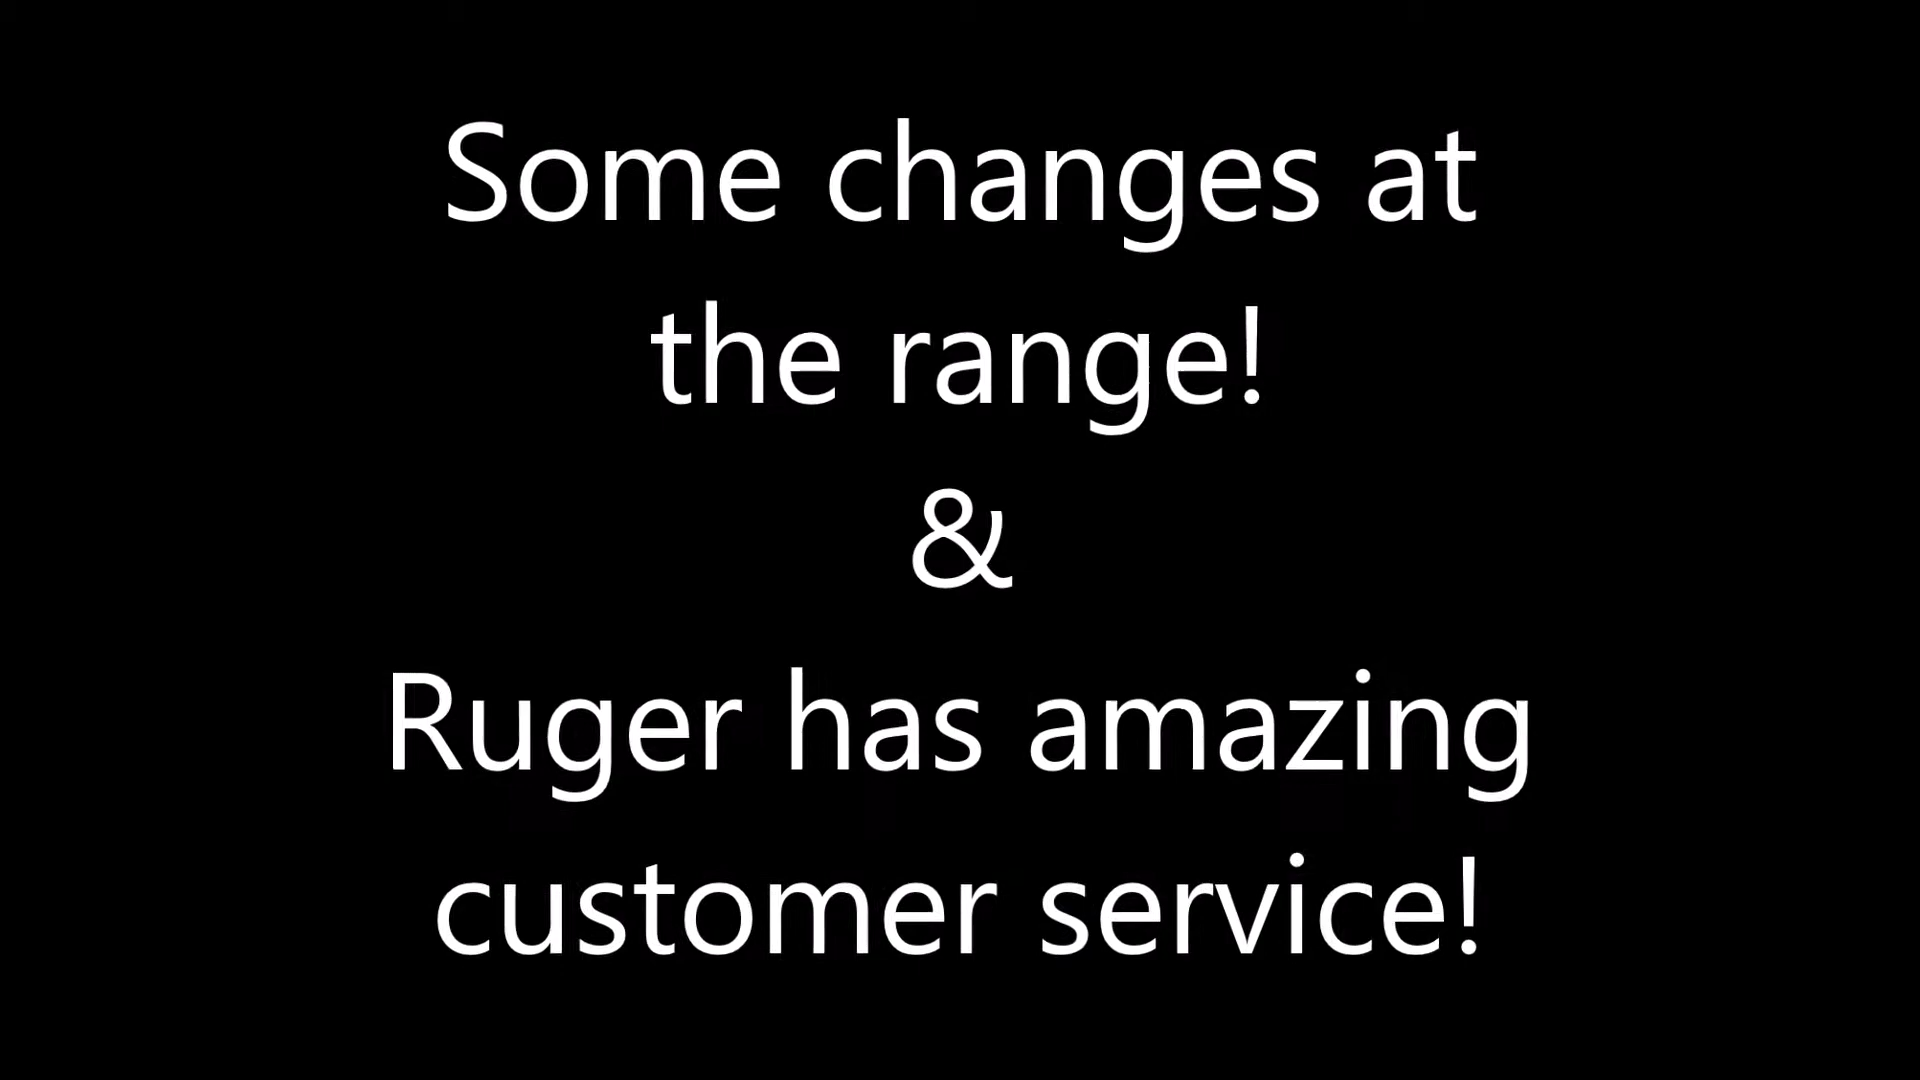 Some changes at
the range!
&
Ruger has amazing
customer service!